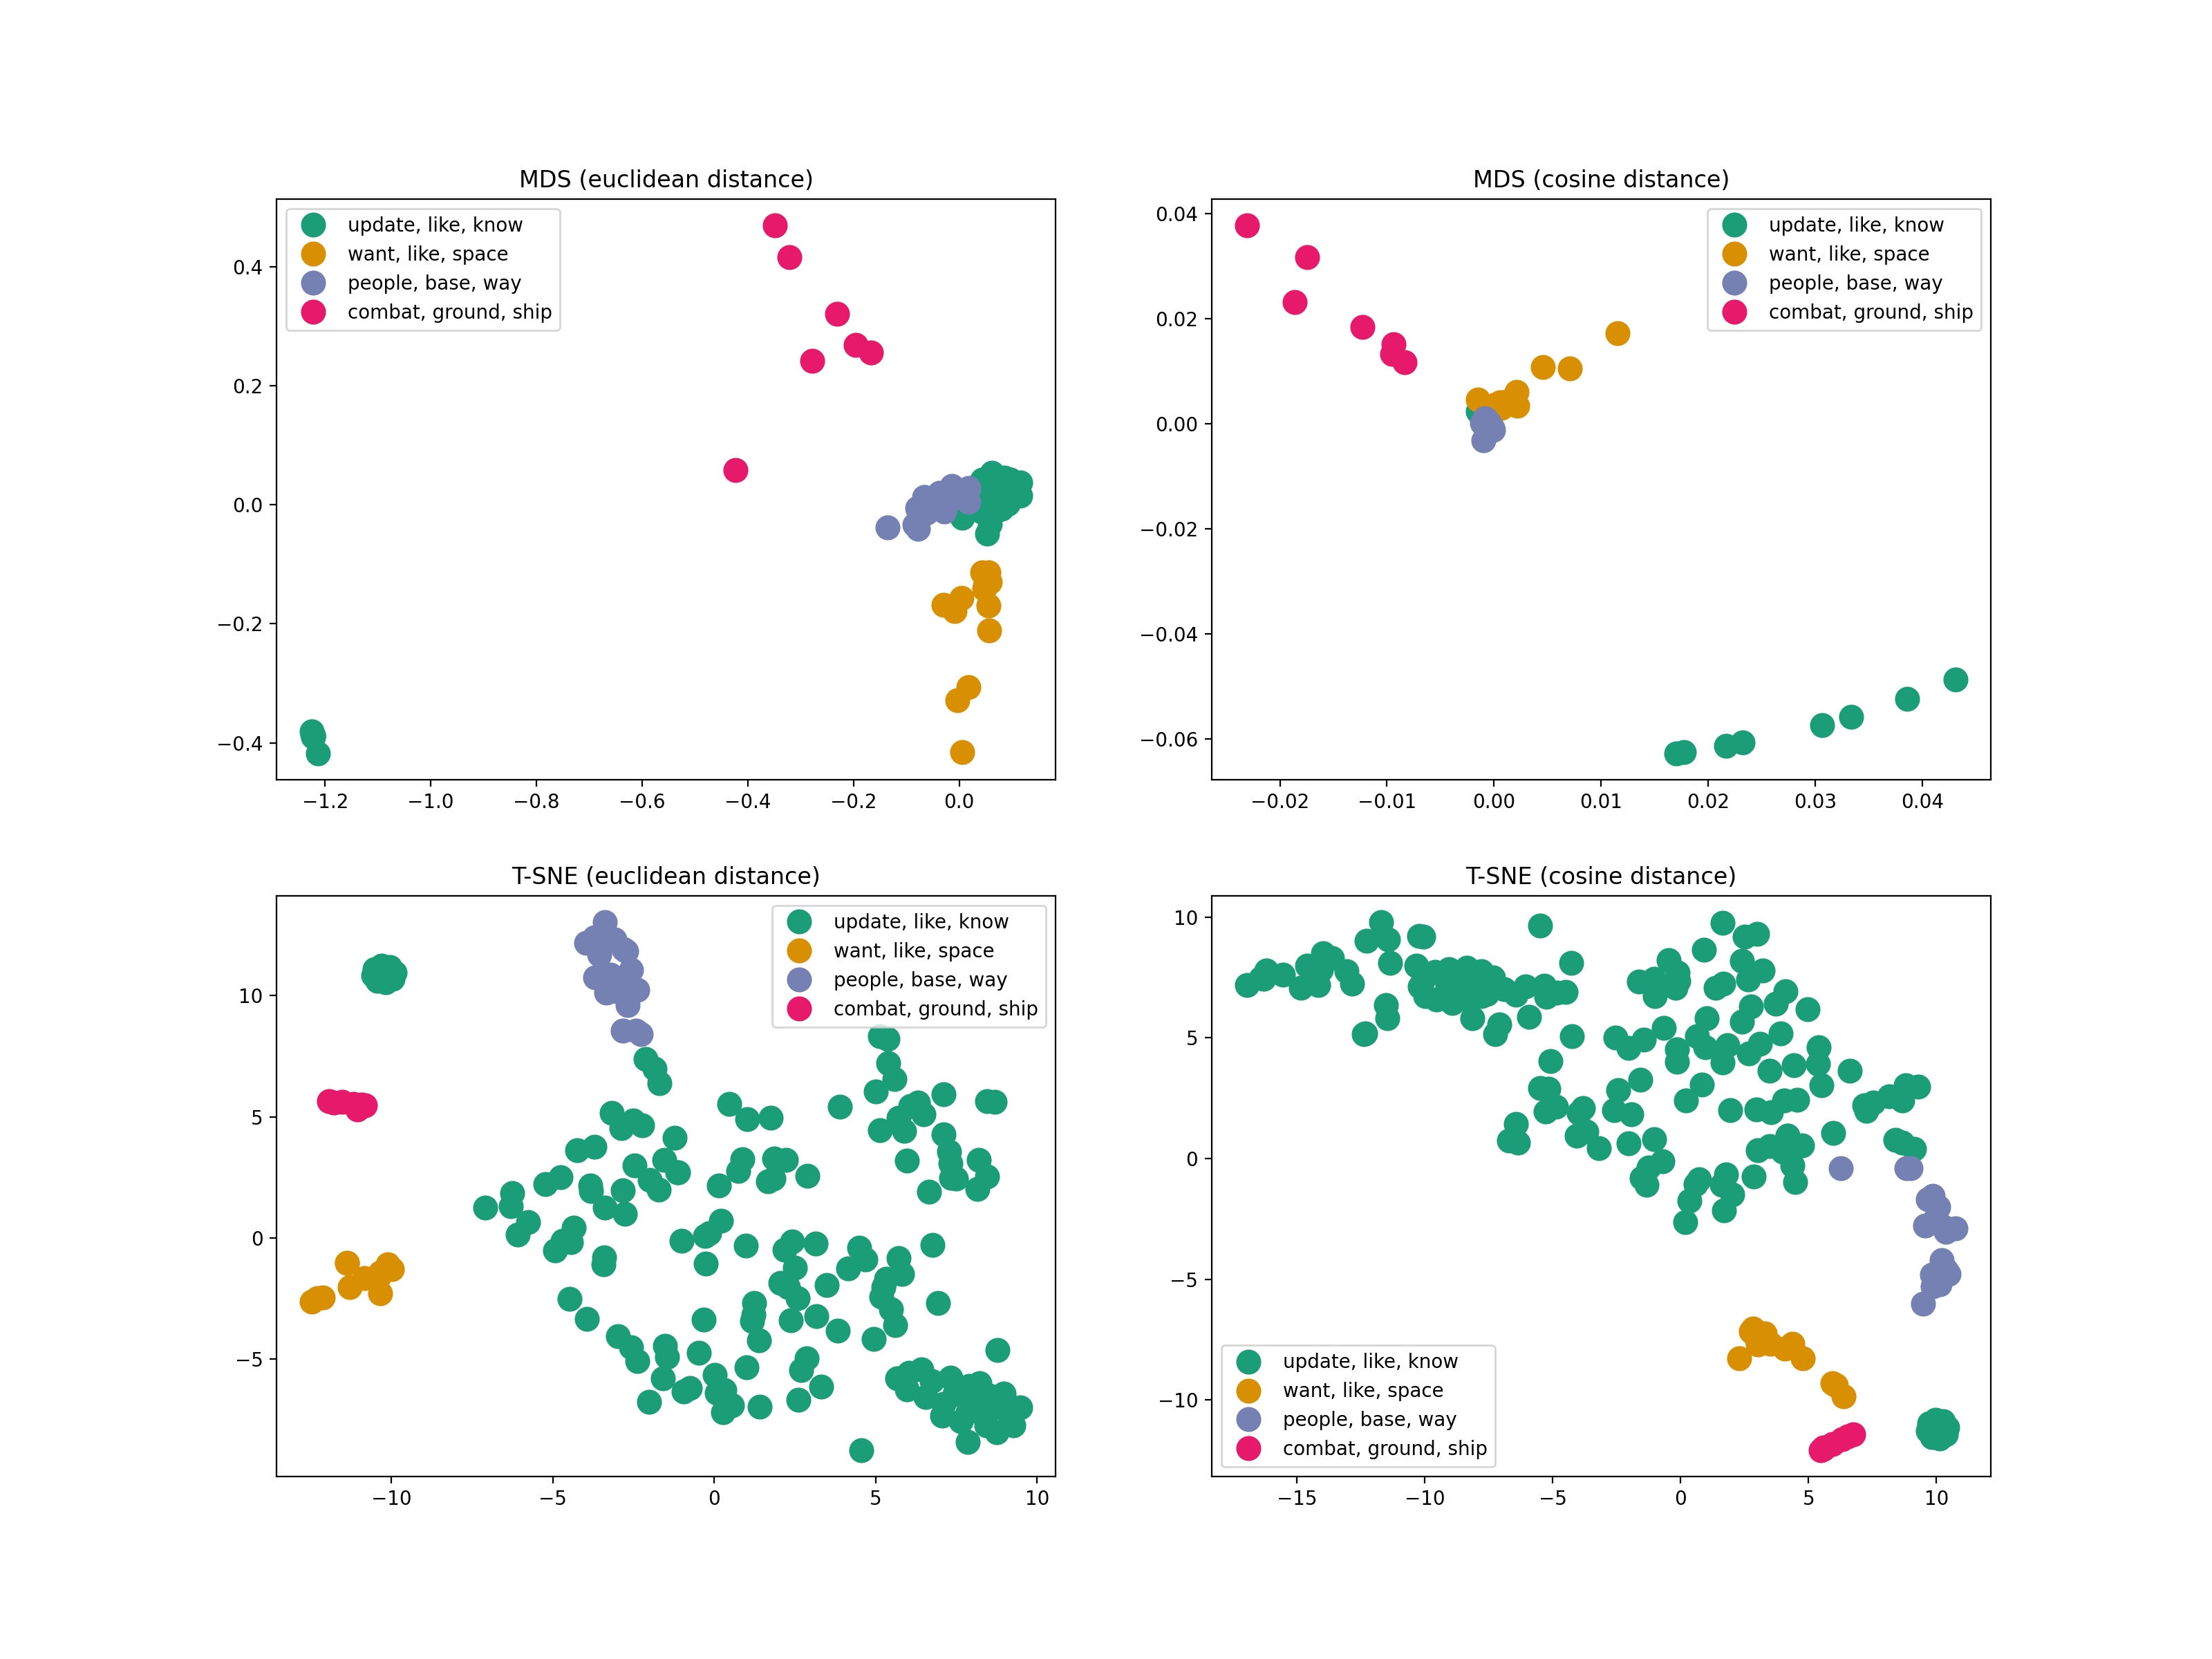 MDS (euclidean distance)
update, like, know
want, like, space
people, base, way
combat, ground, ship
0.4
0.2
0.0
−0.2
−0.4
−1.2 −1.0 −0.8 −0.6 −0.4 −0.2 0.0
MDS (cosine distance)
update, like, know
want, like, space
people, base, way
combat, ground, ship
0.04
0.02
0.00
−0.02
−0.04
−0.06
−0.02 −0.01 0.00 0.01 0.02 0.03 0.04
T-SNE (euclidean distance)
update, like, know
want, like, space
people, base, way
combat, ground, ship
10
5
0
−5
−10 −5 0 5 10
T-SNE (cosine distance)
10
5
0
−5
−10
update, like, know
want, like, space
people, base, way
combat, ground, ship
−15 −10 −5 0 5 10